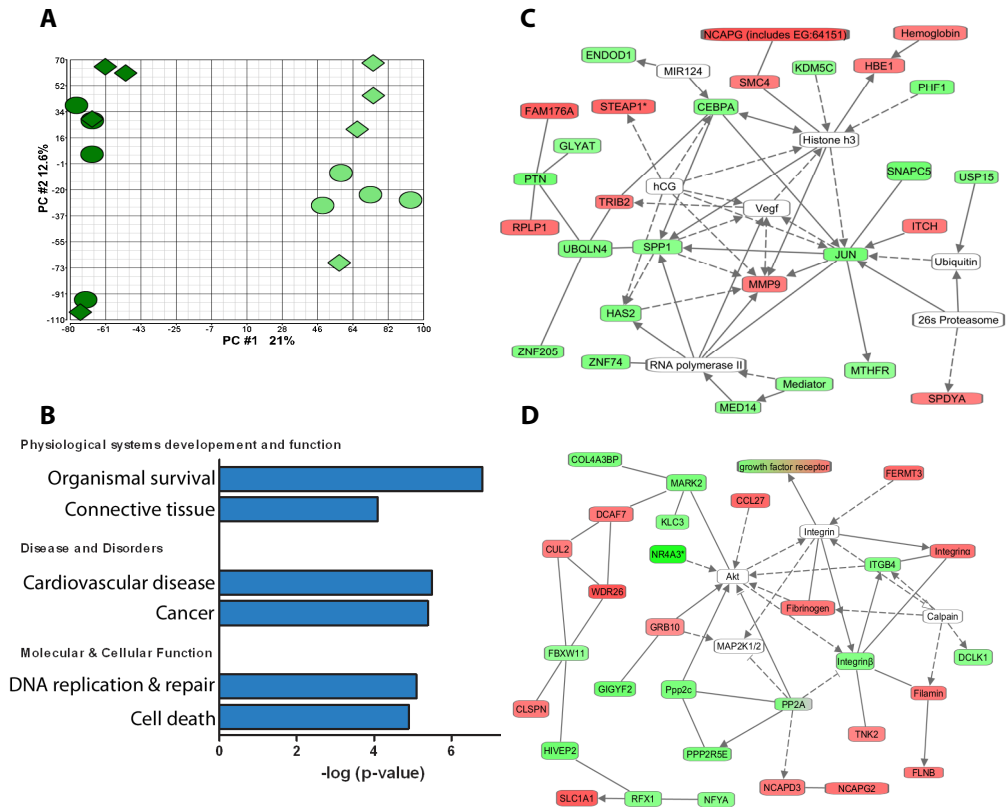 A
70
52
34
16
-1
-20
-37
-55
-73
-91
-110
PC #2 12.6%
-80
-61
-43
-25
-7
10
28
46
64
82
100
PC #1 21%
B
Physiological systems developement and function
Organismal survival
Connective tissue
Disease and Disorders
Cardiovascular disease
Cancer
Molecular & Cellular Function
DNA replication & repair
Cell death
0
2
4
6
-log (p-value)
C
NCAPG (includes EG:64151)
Hemoglobin
ENDOD1
MIR124
SMC4
KDM5C
HBE1
PHF1
FAM176A
STEAP1*
CEBPA
Histone h3
GLYAT
PTN
hCG
SNAPC5
USP15
RPLP1
TRIB2
Vegf
ITCH
UBQLN4
SPP1
JUN
Ubiquitin
MMP9
HAS2
26s Proteasome
ZNF205
ZNF74
RNA polymerase II
MTHFR
Mediator
MED14
SPDYA
D
COL4A3BP
growth factor receptor
MARK2
FERMT3
CCL27
DCAF7
KLC3
Integrin
CUL2
NR4A3*
Integrinα
ITGB4
Akt
WDR26
Fibrinogen
Calpain
GRB10
MAP2K1/2
FBXW11
Integrinβ
DCLK1
GIGYF2
Ppp2c
PP2A
Filamin
CLSPN
TNK2
HIVEP2
PPP2R5E
FLNB
NCAPD3
NCAPG2
SLC1A1
RFX1
NFYA